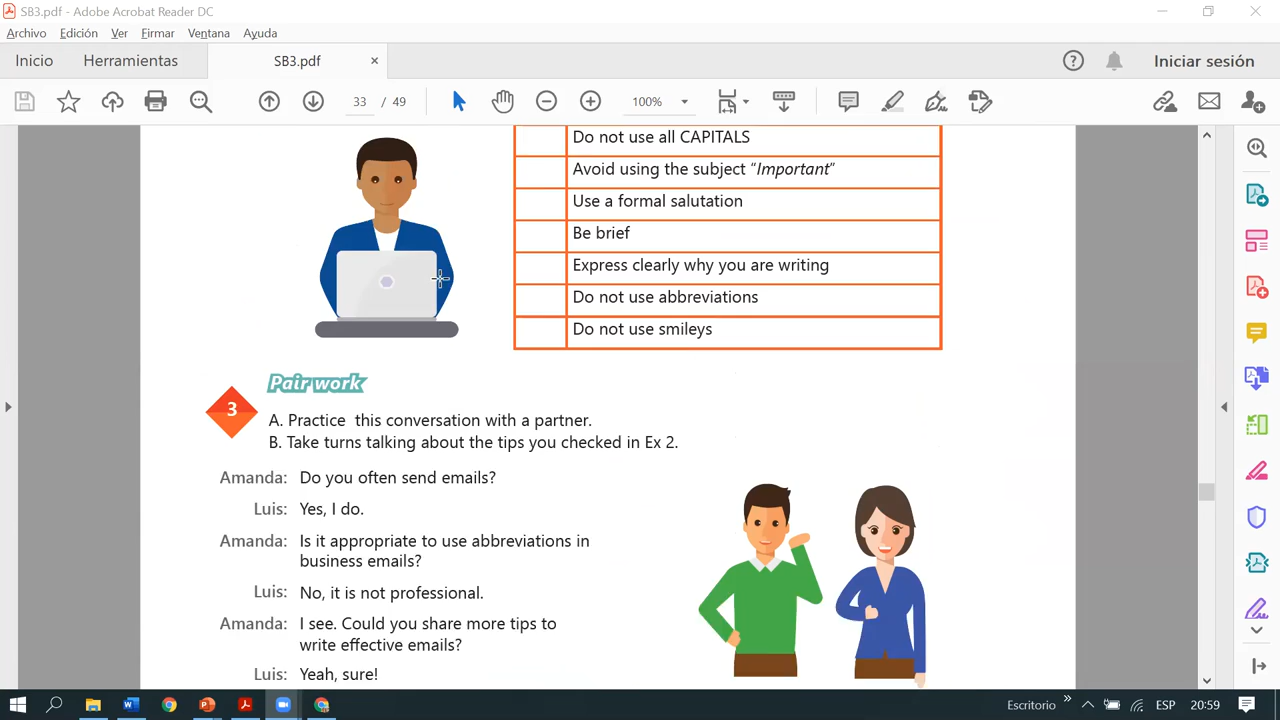 SB3.pdf - Adobe Acrobat Reader DC
Archivo Edición Ver Firmar Ventana Ayuda
Inicio Herramientas SB3.pdf × Iniciar sesión
33 / 49 100%
Do not use all CAPITALS
Avoid using the subject “Important”
Use a formal salutation
Be brief
Express clearly why you are writing
Do not use abbreviations
Do not use smileys
Pair work
3
A. Practice this conversation with a partner.
B. Take turns talking about the tips you checked in Ex 2.
Amanda: Do you often send emails?
Luis: Yes, I do.
Amanda: Is it appropriate to use abbreviations in
business emails?
Luis: No, it is not professional.
Amanda: I see. Could you share more tips to
write effective emails?
Luis: Yeah, sure!
Escritorio » ESP 20:59